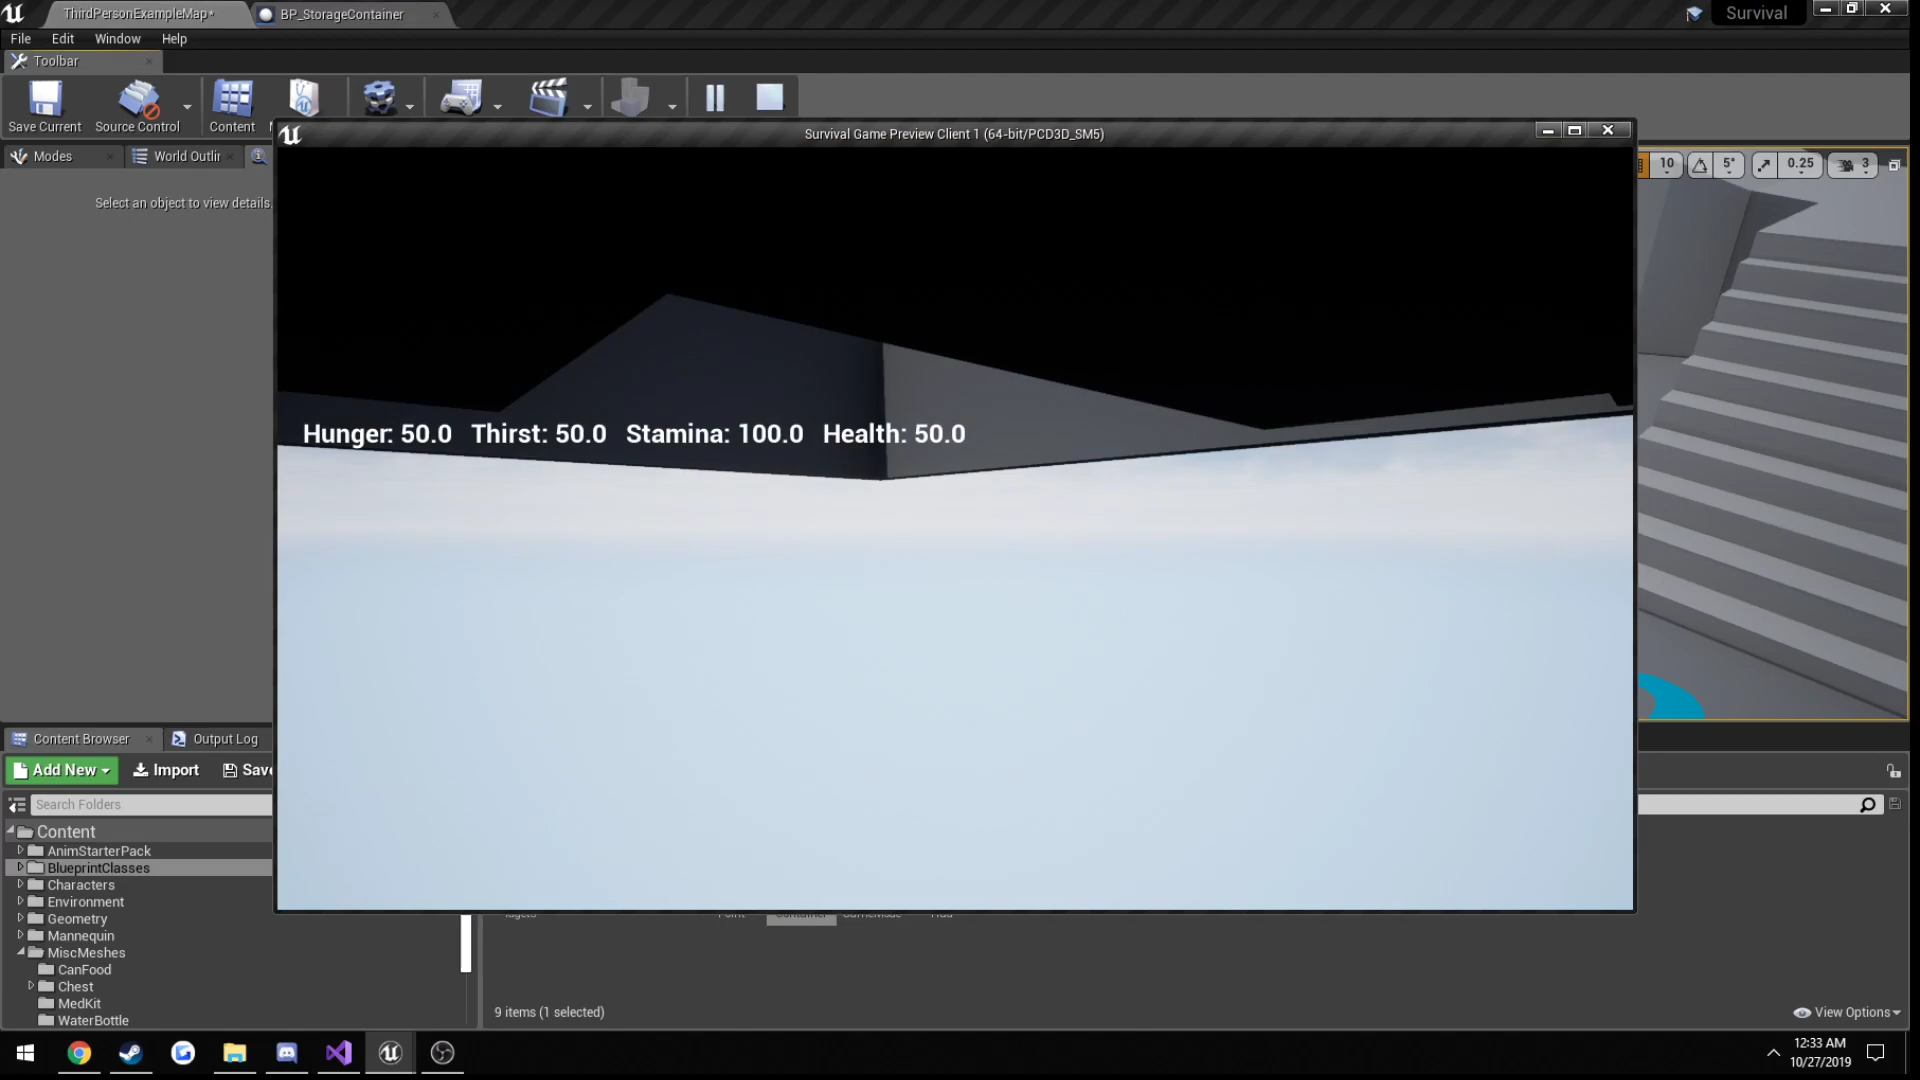 ThirdPersonExampleMap*
BP_StorageContainer
Survival
File Edit Window Help
Toolbar
Save Current
Source Control
Content
Survival Game Preview Client 1 (64-bit/PCD3D_SM5)
Modes
World Outlir
10
5°
0.25
3
Select an object to view details.
Hunger: 50.0 Thirst: 50.0 Stamina: 100.0 Health: 50.0
Content Browser
Output Log
Add New
Import
Save
Search Folders
Content
AnimStarterPack
BlueprintClasses
Characters
Environment
Geometry
Mannequin
MiscMeshes
CanFood
Chest
MedKit
WaterBottle
9 items (1 selected)
View Options
12:33 AM
10/27/2019